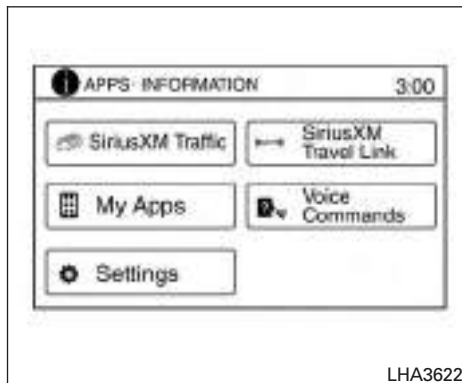 APPS· INFORMATION 3:00
SiriusXM Traffic
SiriusXM
Travel Link
My Apps
Voice
Commands
Settings
LHA3622